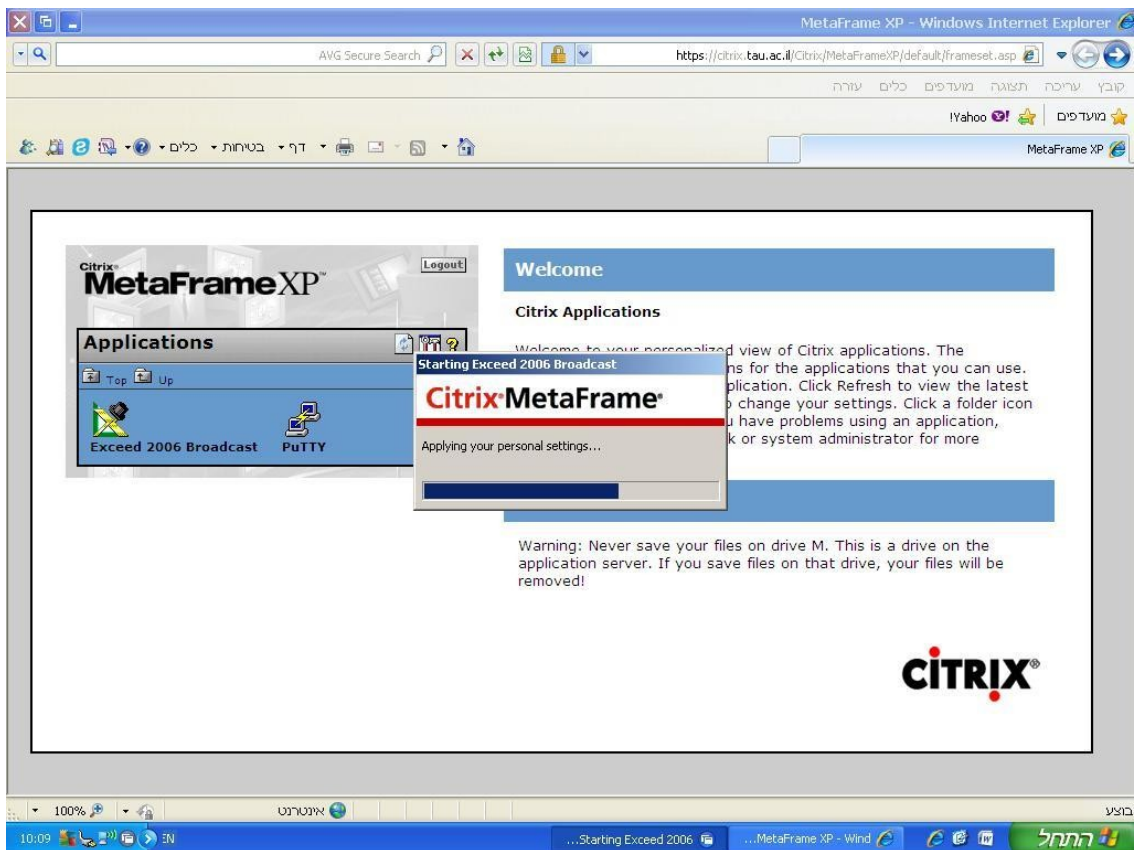 MetaFrame XP - Windows Internet Explorer
AVG Secure Search
https://citrix.tau.ac.il/Citrix/MetaFrameXP/default/frameset.asp
קובץ עריכה תצוגה מועדפים כלים עזרה
מועדפים Yahoo!
MetaFrame XP
דף בטיחות כלים
Citrix
MetaFrame XP™
Logout
Applications
Top Up
Exceed 2006 Broadcast PuTTY
Welcome
Citrix Applications
Welcome to your personalized view of Citrix applications. The
ns for the applications that you can use.
plication. Click Refresh to view the latest
o change your settings. Click a folder icon
u have problems using an application,
k or system administrator for more
Starting Exceed 2006 Broadcast
Citrix MetaFrame
Applying your personal settings...
Warning: Never save your files on drive M. This is a drive on the
application server. If you save files on that drive, your files will be
removed!
CITRIX®
100%
אינטרנט
בוצע
התחל
MetaFrame XP - Wind...
Starting Exceed 2006...
EN
10:09